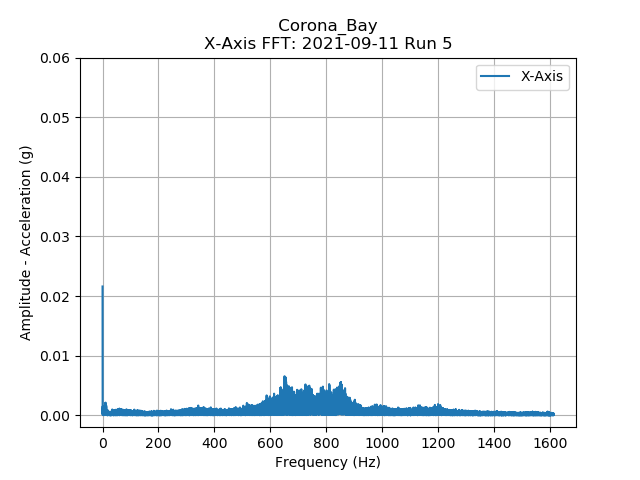 Corona_Bay
X-Axis FFT: 2021-09-11 Run 5
X-Axis
0.06
0.05
0.04
0.03
0.02
0.01
0.00
Amplitude - Acceleration (g)
0 200 400 600 800 1000 1200 1400 1600
Frequency (Hz)